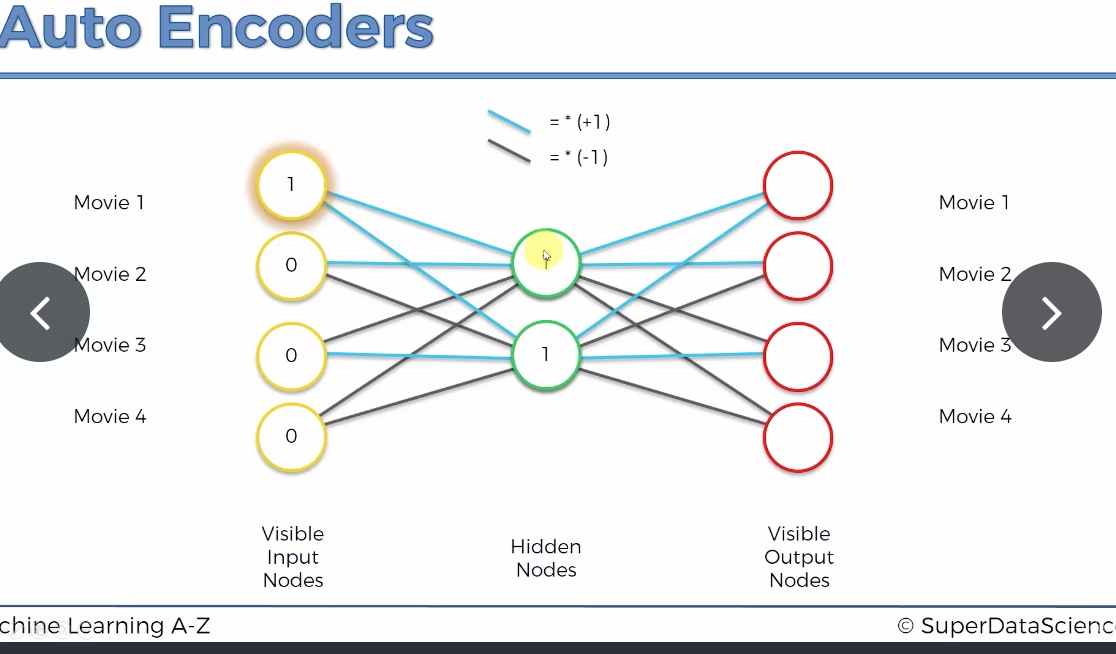 Auto Encoders
= * (+1)
= * (-1)
Movie 1
Movie 2
Movie 3
Movie 4
1
0
0
0
1
1
Movie 1
Movie 2
Movie 3
Movie 4
Visible
Input
Nodes
Hidden
Nodes
Visible
Output
Nodes
chine Learning A-Z
© SuperDataScienc